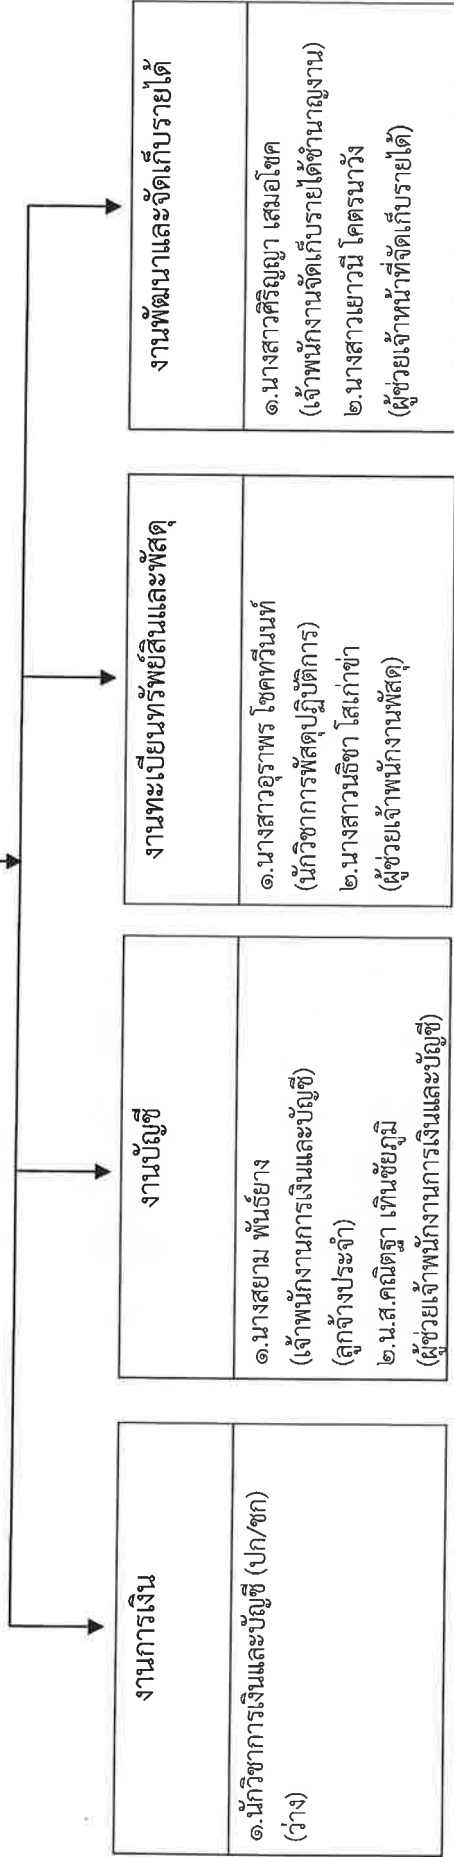 งานการเงิน
๑.นักวิชาการเงินและบัญชี (ปก/ชก)
(ว่าง)
งานบัญชี
๑.นางสยาม พันธ์ยาง
(เจ้าพนักงานการเงินและบัญชี)
(ลูกจ้างประจำ)
๒.น.ส.คณิตฐา เทินชัยภูมิ
(ผู้ช่วยเจ้าพนักงานการเงินและบัญชี)
งานทะเบียนทรัพย์สินและพัสดุ
๑.นางสาวอุราพร โชคทวีนนท์
(นักวิชาการพัสดุปฏิบัติการ)
๒.นางสาวนธิชา โสเก่าข่า
(ผู้ช่วยเจ้าพนักงานพัสดุ)
งานพัฒนาและจัดเก็บรายได้
๑.นางสาวศิริญญา เสมอโชค
(เจ้าพนักงานจัดเก็บรายได้ชำนาญงาน)
๒.นางสาวเยาวนี โคตรนาวัง
(ผู้ช่วยเจ้าหน้าที่จัดเก็บรายได้)